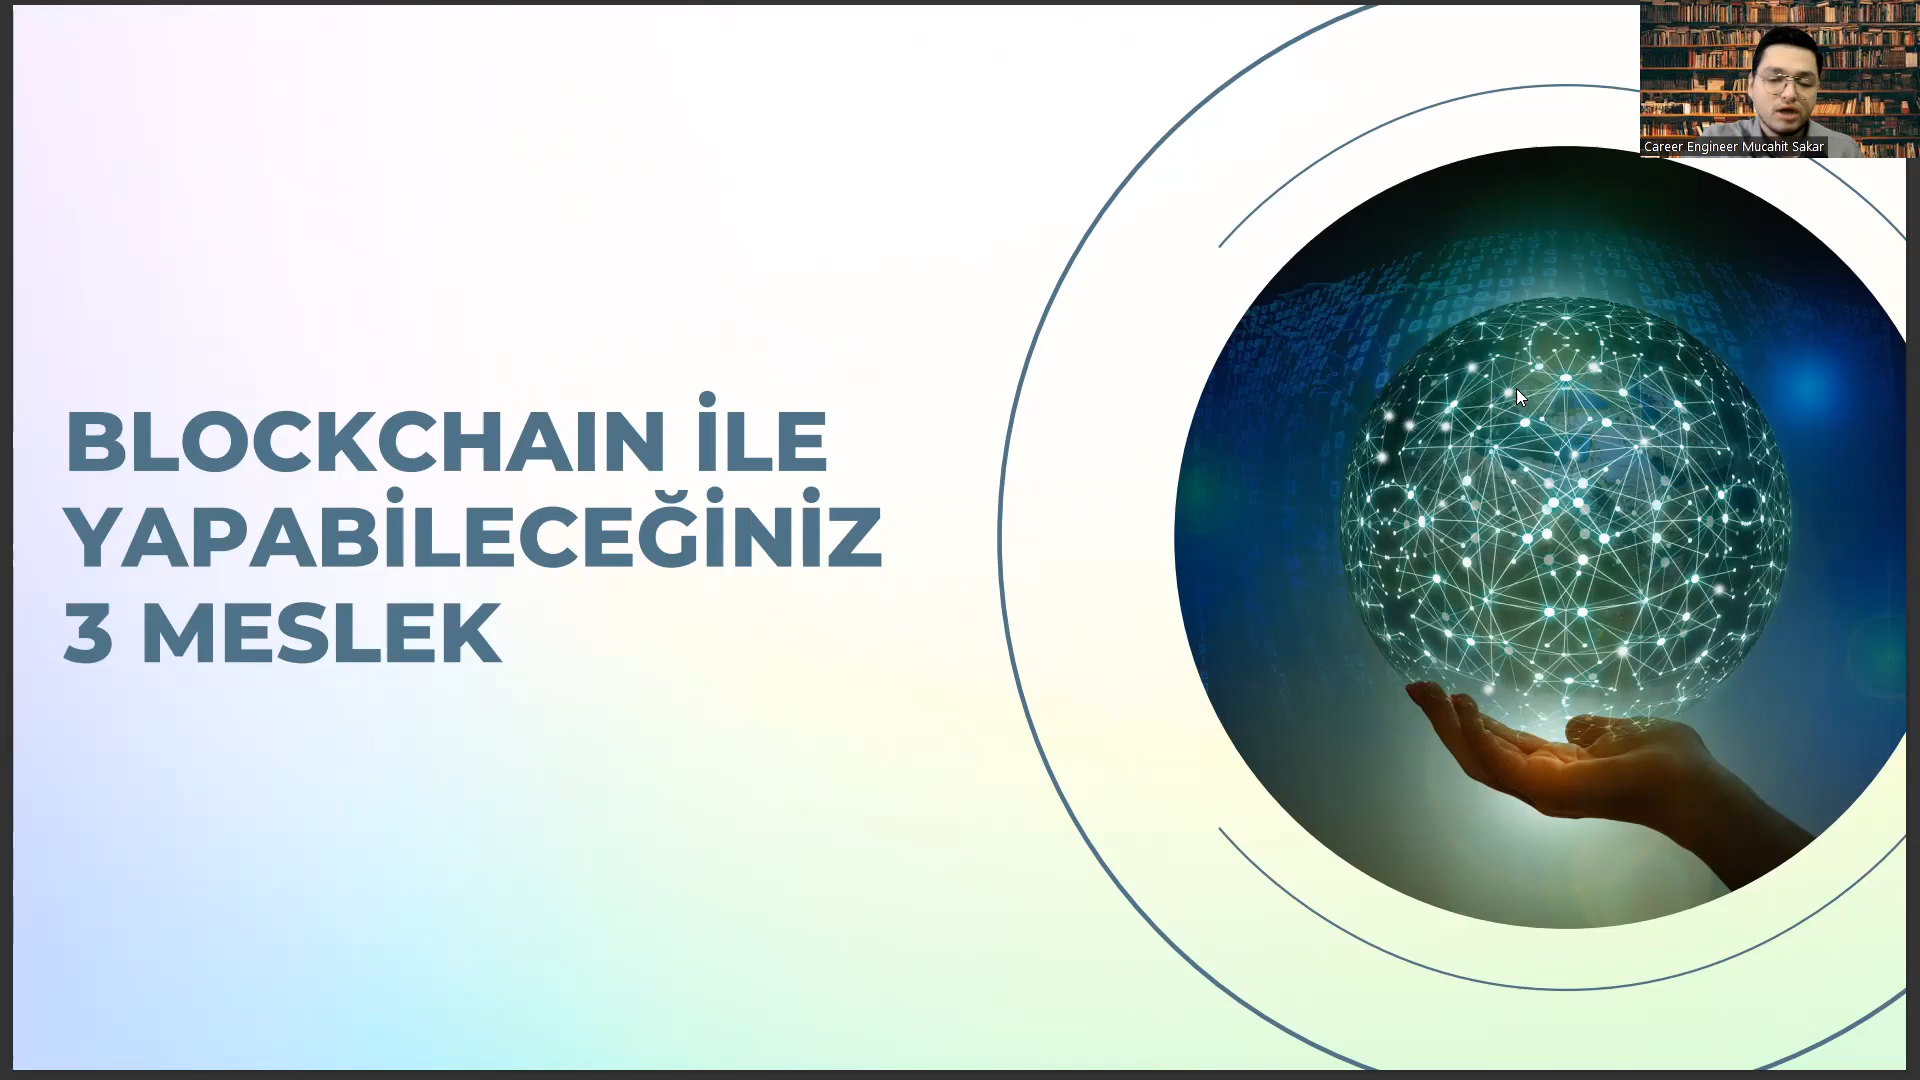 Career Engineer Mucahit Sakar
BLOCKCHAIN İLE
YAPABİLECEĞİNİZ
3 MESLEK